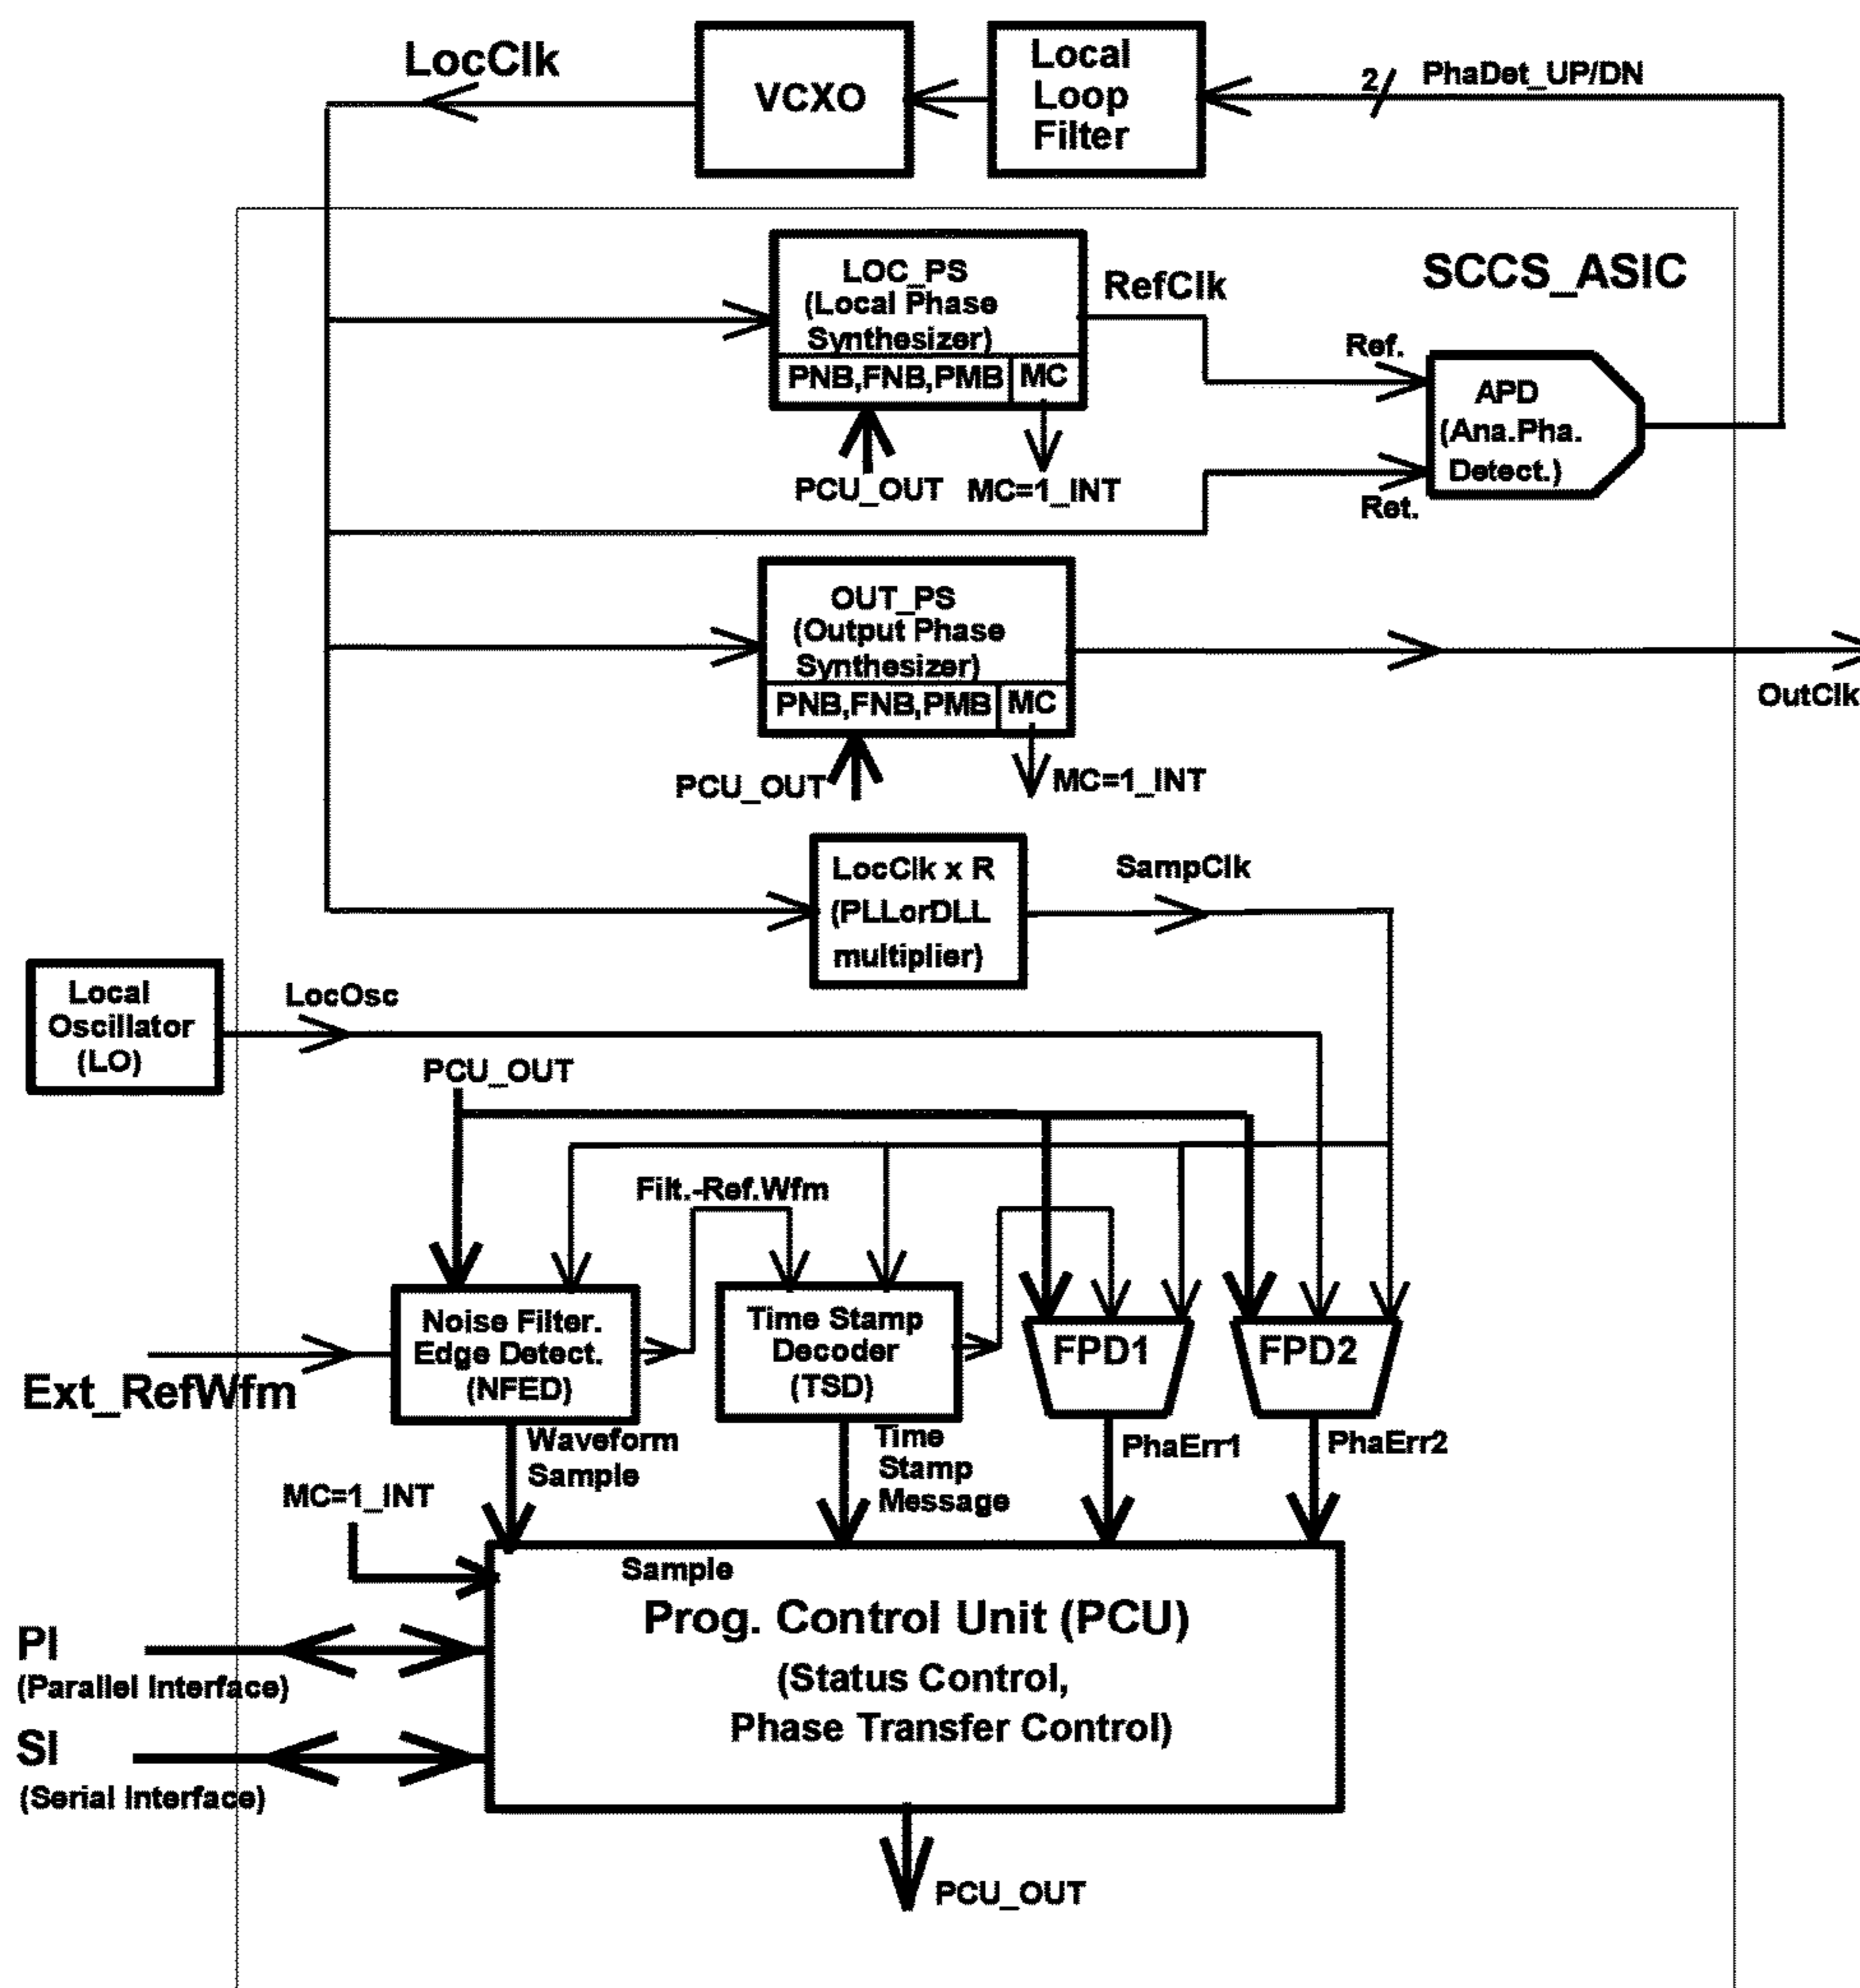 LocClk
VCXO
Local
Loop
Filter
2
PhaDet_UP/DN
SCCS_ASIC
LOC_PS
(Local Phase
Synthesizer)
PNB,FNB,PMB
MC
RefClk
PCU_OUT
MC=1_INT
Ref.
Ret.
APD
(Ana.Pha.
Detect.)
OUT_PS
(Output Phase
Synthesizer)
PNB,FNB,PMB
MC
OutClk
PCU_OUT
MC=1_INT
LocClk x R
(PLLorDLL
multiplier)
SampClk
Local
Oscillator
(LO)
LocOsc
PCU_OUT
Filt.-Ref.Wfm
Noise Filter.
Edge Detect.
(NFED)
Time Stamp
Decoder
(TSD)
FPD1
FPD2
Ext_RefWfm
Waveform
Sample
Time
Stamp
Message
PhaErr1
PhaErr2
MC=1_INT
Sample
Prog. Control Unit (PCU)
(Status Control,
Phase Transfer Control)
PI
(Parallel Interface)
SI
(Serial Interface)
PCU_OUT